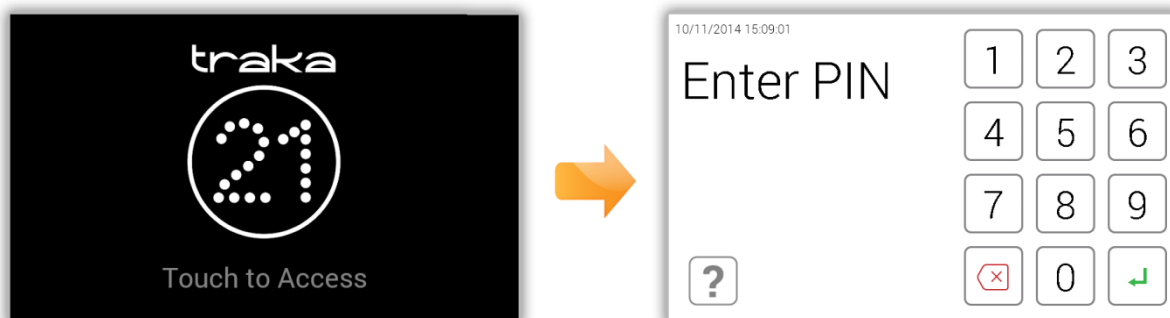 traka
21
Touch to Access
10/11/2014 15:09:01
Enter PIN
1 2 3
4 5 6
7 8 9
0
?